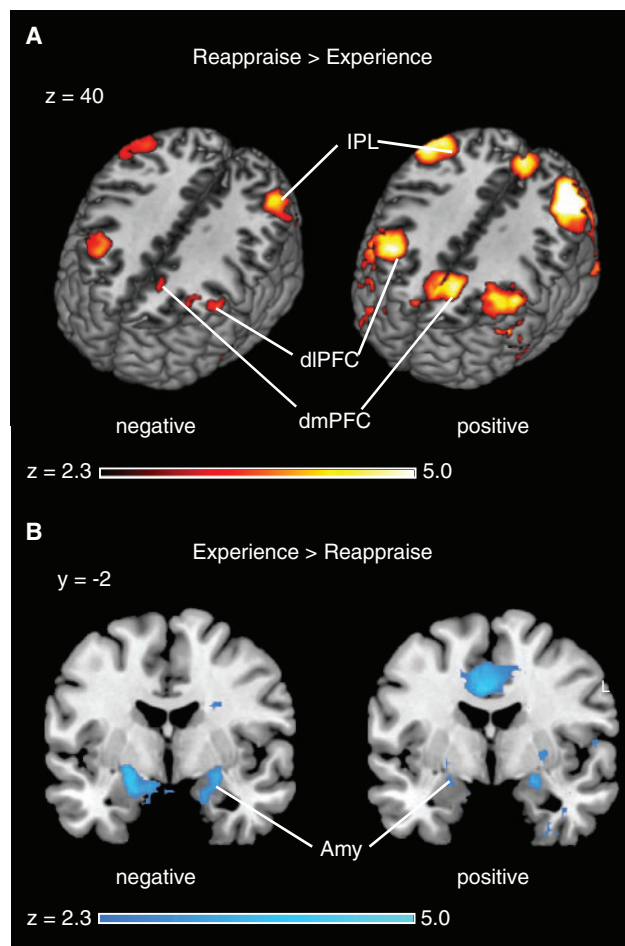 A
Reappraise > Experience
z = 40
IPL
dlPFC
dmPFC
negative
positive
z = 2.3
5.0
B
Experience > Reappraise
y = -2
L
Amy
negative
positive
z = 2.3
5.0